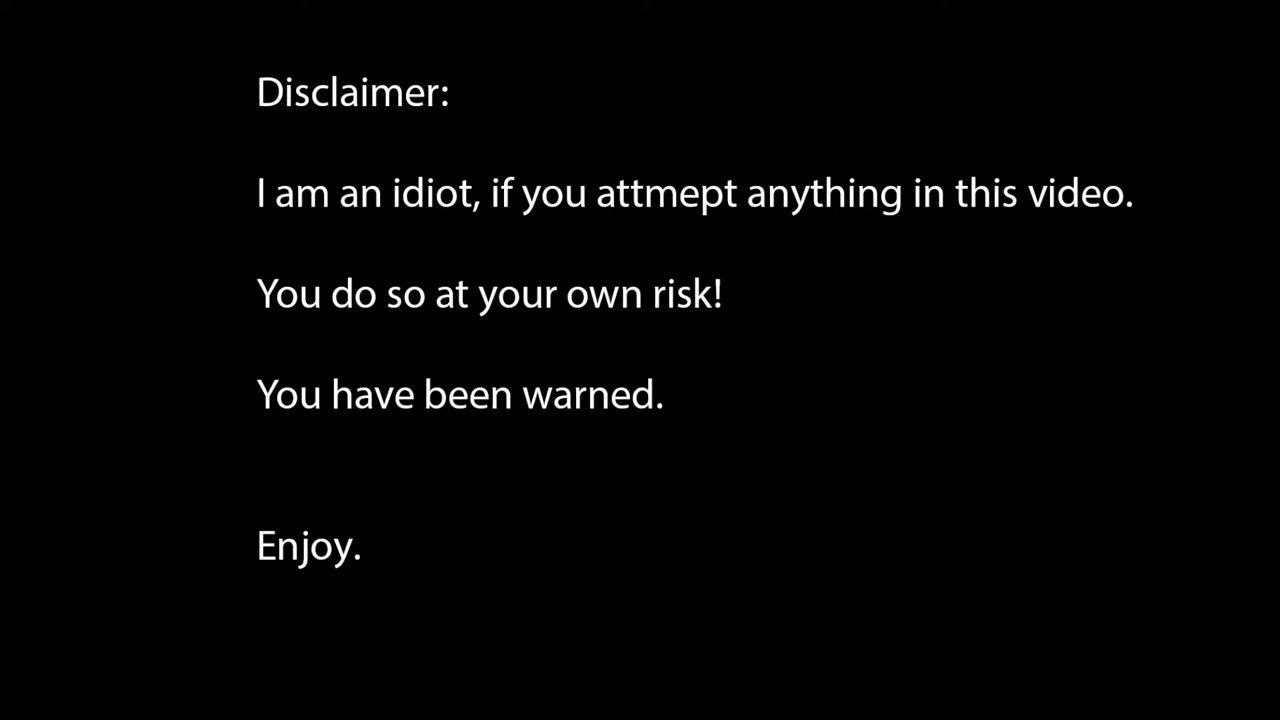 Disclaimer:
I am an idiot, if you attmept anything in this video.
You do so at your own risk!
You have been warned.
Enjoy.